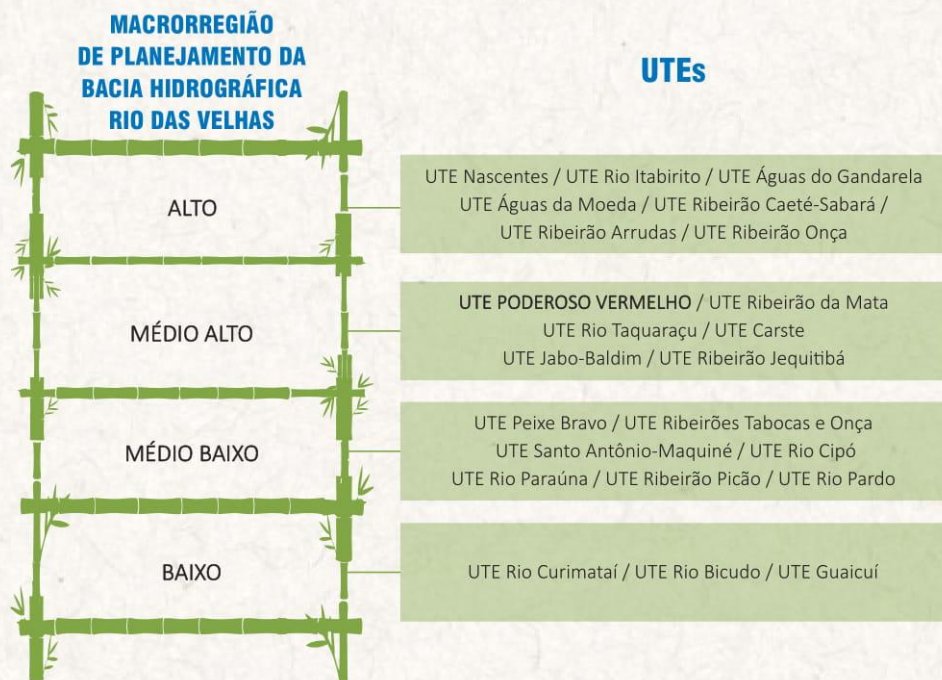 MACRORREGIÃO
DE PLANEJAMENTO DA
BACIA HIDROGRÁFICA
RIO DAS VELHAS
UTEs
ALTO
UTE Nascentes / UTE Rio Itabirito / UTE Águas do Gandarela
UTE Águas da Moeda / UTE Ribeirão Caeté-Sabará /
UTE Ribeirão Arrudas / UTE Ribeirão Onça
MÉDIO ALTO
UTE PODEROSO VERMELHO / UTE Ribeirão da Mata
UTE Rio Taquaraçu / UTE Carste
UTE Jabo-Baldim / UTE Ribeirão Jequitibá
MÉDIO BAIXO
UTE Peixe Bravo / UTE Ribeirões Tabocas e Onça
UTE Santo Antônio-Maquiné / UTE Rio Cipó
UTE Rio Paraúna / UTE Ribeirão Picão / UTE Rio Pardo
BAIXO
UTE Rio Curimataí / UTE Rio Bicudo / UTE Guaicuí